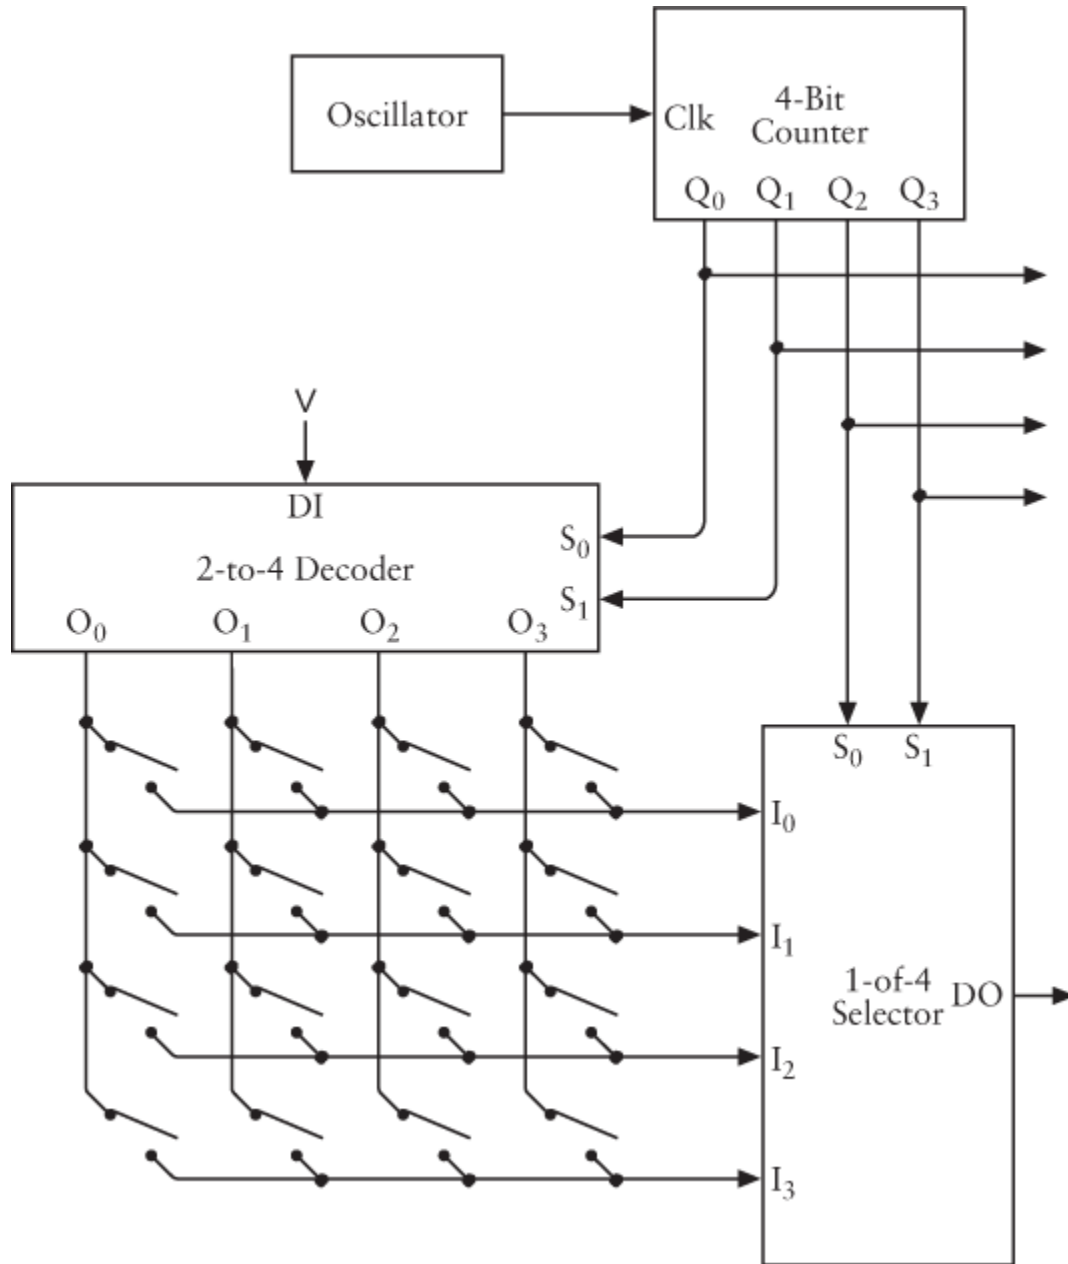 4-Bit
Counter
Oscillator
Clk
Q₀ Q₁ Q₂ Q₃
V
DI
S₀
2-to-4 Decoder
S₁
O₀ O₁ O₂ O₃
S₀ S₁
I₀
I₁
1-of-4
Selector
DO
I₂
I₃